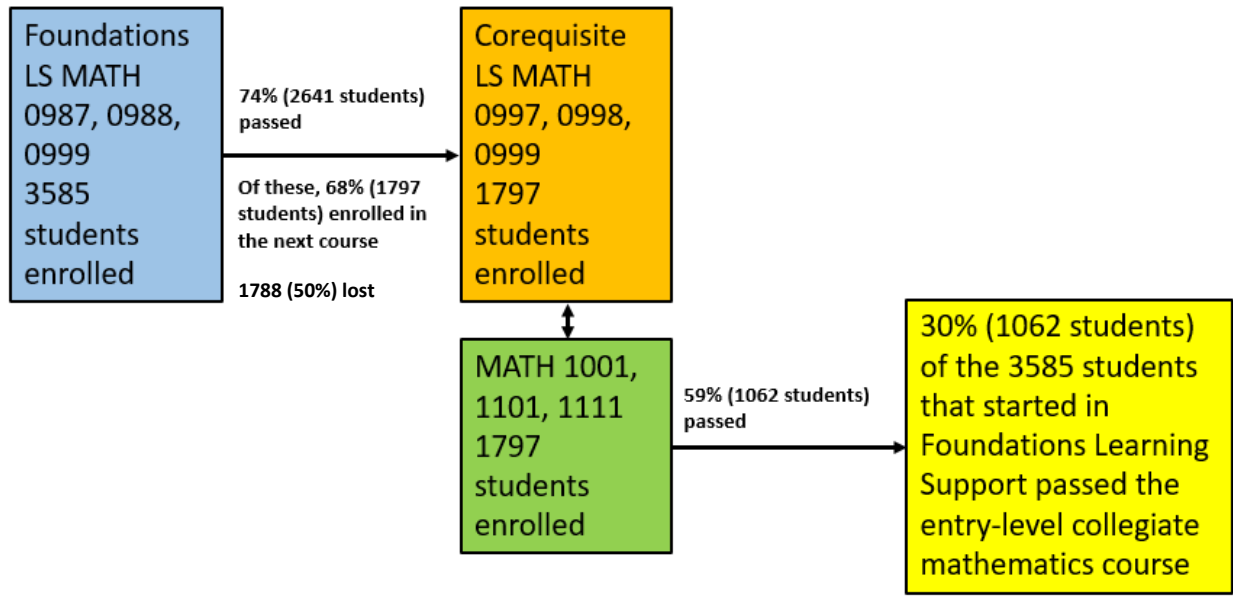 Foundations
LS MATH
0987, 0988,
0999
3585
students
enrolled
74% (2641 students)
passed
Of these, 68% (1797
students) enrolled in
the next course
1788 (50%) lost
Corequisite
LS MATH
0997, 0998,
0999
1797
students
enrolled
MATH 1001,
1101, 1111
1797
students
enrolled
59% (1062 students)
passed
30% (1062 students)
of the 3585 students
that started in
Foundations Learning
Support passed the
entry-level collegiate
mathematics course